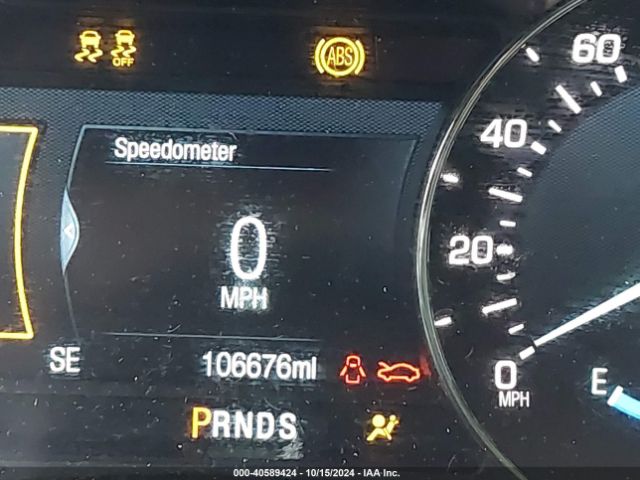 OFF
ABS
Speedometer
0
MPH
SE
106676mI
PRNDS
60
40
20
0
MPH
E
000-40589424 - 10/15/2024 - IAA Inc.